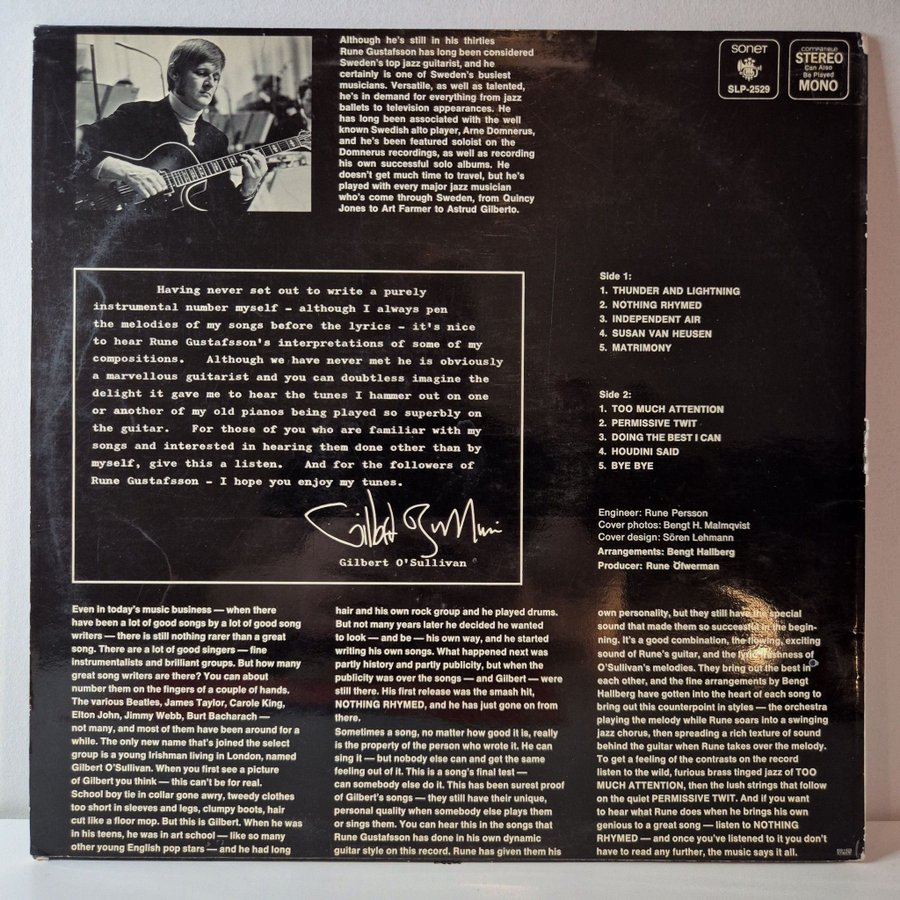 Although he's still in his thirties
Rune Gustafsson has long been considered
Sweden's top jazz guitarist, and he
certainly is one of Sweden's busiest
musicians. Versatile, as well as talented,
he's in demand for everything from jazz
ballets to television appearances. He
has long been associated with the well
known Swedish alto player, Arne Domnerus,
and he's been featured soloist on the
Domnerus recordings, as well as recording
his own successful solo albums. He
doesn't get much time to travel, but he's
played with every major jazz musician
who's come through Sweden, from Quincy
Jones to Art Farmer to Astrud Gilberto.
sonet
SLP-2529
COMPATIBLE
STEREO
Can Also
Be Played
MONO
Having never set out to write a purely
instrumental number myself - although I always pen
the melodies of my songs before the lyrics - it's nice
to hear Rune Gustafsson's interpretations of some of my
compositions. Although we have never met he is obviously
a marvellous guitarist and you can doubtless imagine the
delight it gave me to hear the tunes I hammer out on one
or another of my old pianos being played so superbly on
the guitar. For those of you who are familiar with my
songs and interested in hearing them done other than by
myself, give this a listen. And for the followers of
Rune Gustafsson - I hope you enjoy my tunes.
Gilbert O'Sullivan
Side 1:
1. THUNDER AND LIGHTNING
2. NOTHING RHYMED
3. INDEPENDENT AIR
4. SUSAN VAN HEUSEN
5. MATRIMONY
Side 2:
1. TOO MUCH ATTENTION
2. PERMISSIVE TWIT
3. DOING THE BEST I CAN
4. HOUDINI SAID
5. BYE BYE
Engineer: Rune Persson
Cover photos: Bengt H. Malmqvist
Cover design: Sören Lehmann
Arrangements: Bengt Hallberg
Producer: Rune Öfwerman
Even in today's music business — when there
have been a lot of good songs by a lot of good song
writers — there is still nothing rarer than a great
song. There are a lot of good singers — fine
instrumentalists and brilliant groups. But how many
great song writers are there? You can about
number them on the fingers of a couple of hands.
The various Beatles, James Taylor, Carole King,
Elton John, Jimmy Webb, Burt Bacharach —
not many, and most of them have been around for a
while. The only new name that's joined the select
group is a young Irishman living in London, named
Gilbert O'Sullivan. When you first see a picture
of Gilbert you think — this can't be for real.
School boy tie in collar gone awry, tweedy clothes
too short in sleeves and legs, clumpy boots, hair
cut like a floor mop. But this is Gilbert. When he was
in his teens, he was in art school — like so many
other young English pop stars — and he had long
hair and his own rock group and he played drums.
But not many years later he decided he wanted
to look — and be — his own way, and he started
writing his own songs. What happened next was
partly history and partly publicity, but when the
publicity was over the songs — and Gilbert — were
still there. His first release was the smash hit,
NOTHING RHYMED, and he has just gone on from
there.
Sometimes a song, no matter how good it is, really
is the property of the person who wrote it. He can
sing it — but nobody else can and get the same
feeling out of it. This is a song's final test —
can somebody else do it. This has been surest proof
of Gilbert's songs — they still have their unique,
personal quality when somebody else plays them
or sings them. You can hear this in the songs that
Rune Gustafsson has done in his own dynamic
guitar style on this record. Rune has given them his
own personality, but they still have the special
sound that made them so successful in the begin-
ning. It's a good combination, the flowing, exciting
sound of Rune's guitar, and the lyric freshness of
O'Sullivan's melodies. They bring out the best in
each other, and the fine arrangements by Bengt
Hallberg have gotten into the heart of each song to
bring out this counterpoint in styles — the orchestra
playing the melody while Rune soars into a swinging
jazz chorus, then spreading a rich texture of sound
behind the guitar when Rune takes over the melody.
To get a feeling of the contrasts on the record
listen to the wild, furious brass tinged jazz of TOO
MUCH ATTENTION, then the lush strings that follow
on the quiet PERMISSIVE TWIT. And if you want
to hear what Rune does when he brings his own
genious to a great song — listen to NOTHING
RHYMED — and once you've listened to it you don't
have to read any further, the music says it all.